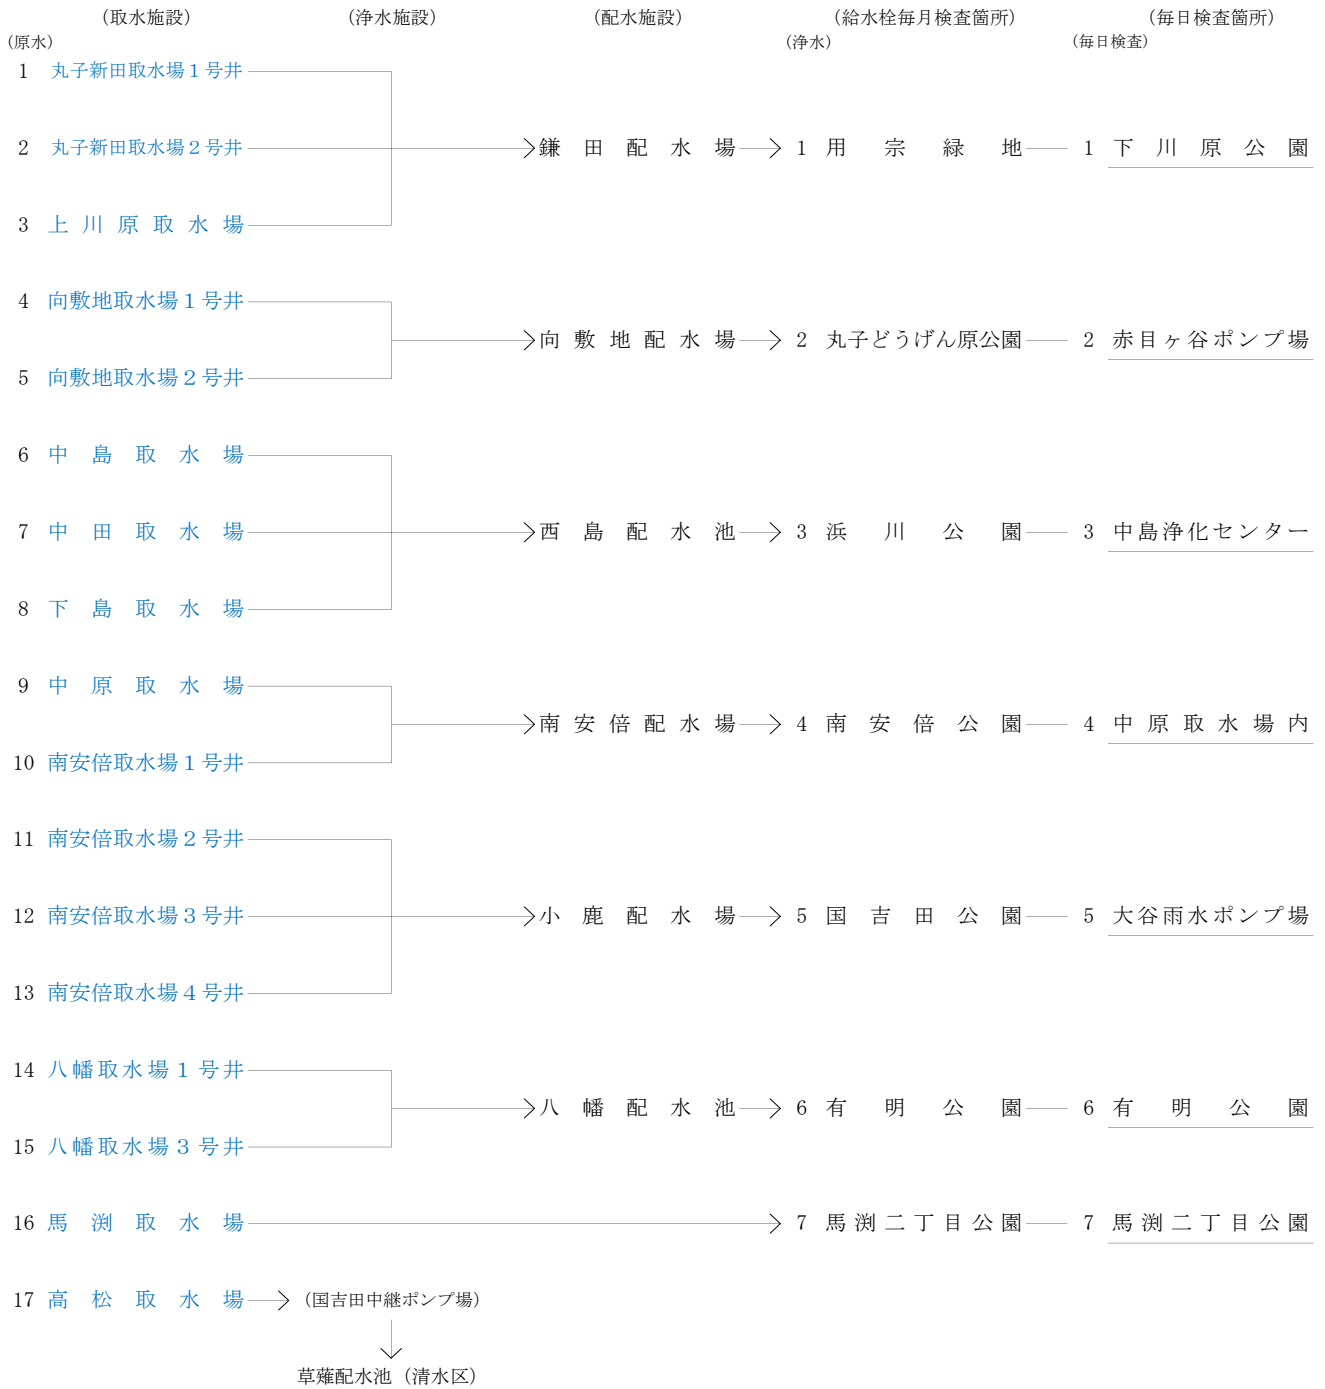 (取水施設) (浄水施設) (配水施設) (給水栓毎月検査箇所) (毎日検査箇所)
(原水) (浄水) (毎日検査)
1 丸子新田取水場１号井
2 丸子新田取水場２号井 鎌田配水場 1 用宗緑地 1 下川原公園
3 上川原取水場
4 向敷地取水場１号井
向敷地配水場 2 丸子どうげん原公園 2 赤目ヶ谷ポンプ場
5 向敷地取水場２号井
6 中島取水場
7 中田取水場 西島配水池 3 浜川公園 3 中島浄化センター
8 下島取水場
9 中原取水場
南安倍配水場 4 南安倍公園 4 中原取水場内
10 南安倍取水場１号井
11 南安倍取水場２号井
12 南安倍取水場３号井 小鹿配水場 5 国吉田公園 5 大谷雨水ポンプ場
13 南安倍取水場４号井
14 八幡取水場１号井
八幡配水池 6 有明公園 6 有明公園
15 八幡取水場３号井
16 馬渕取水場 7 馬渕二丁目公園 7 馬渕二丁目公園
17 高松取水場 (国吉田中継ポンプ場)
草薙配水池 (清水区)